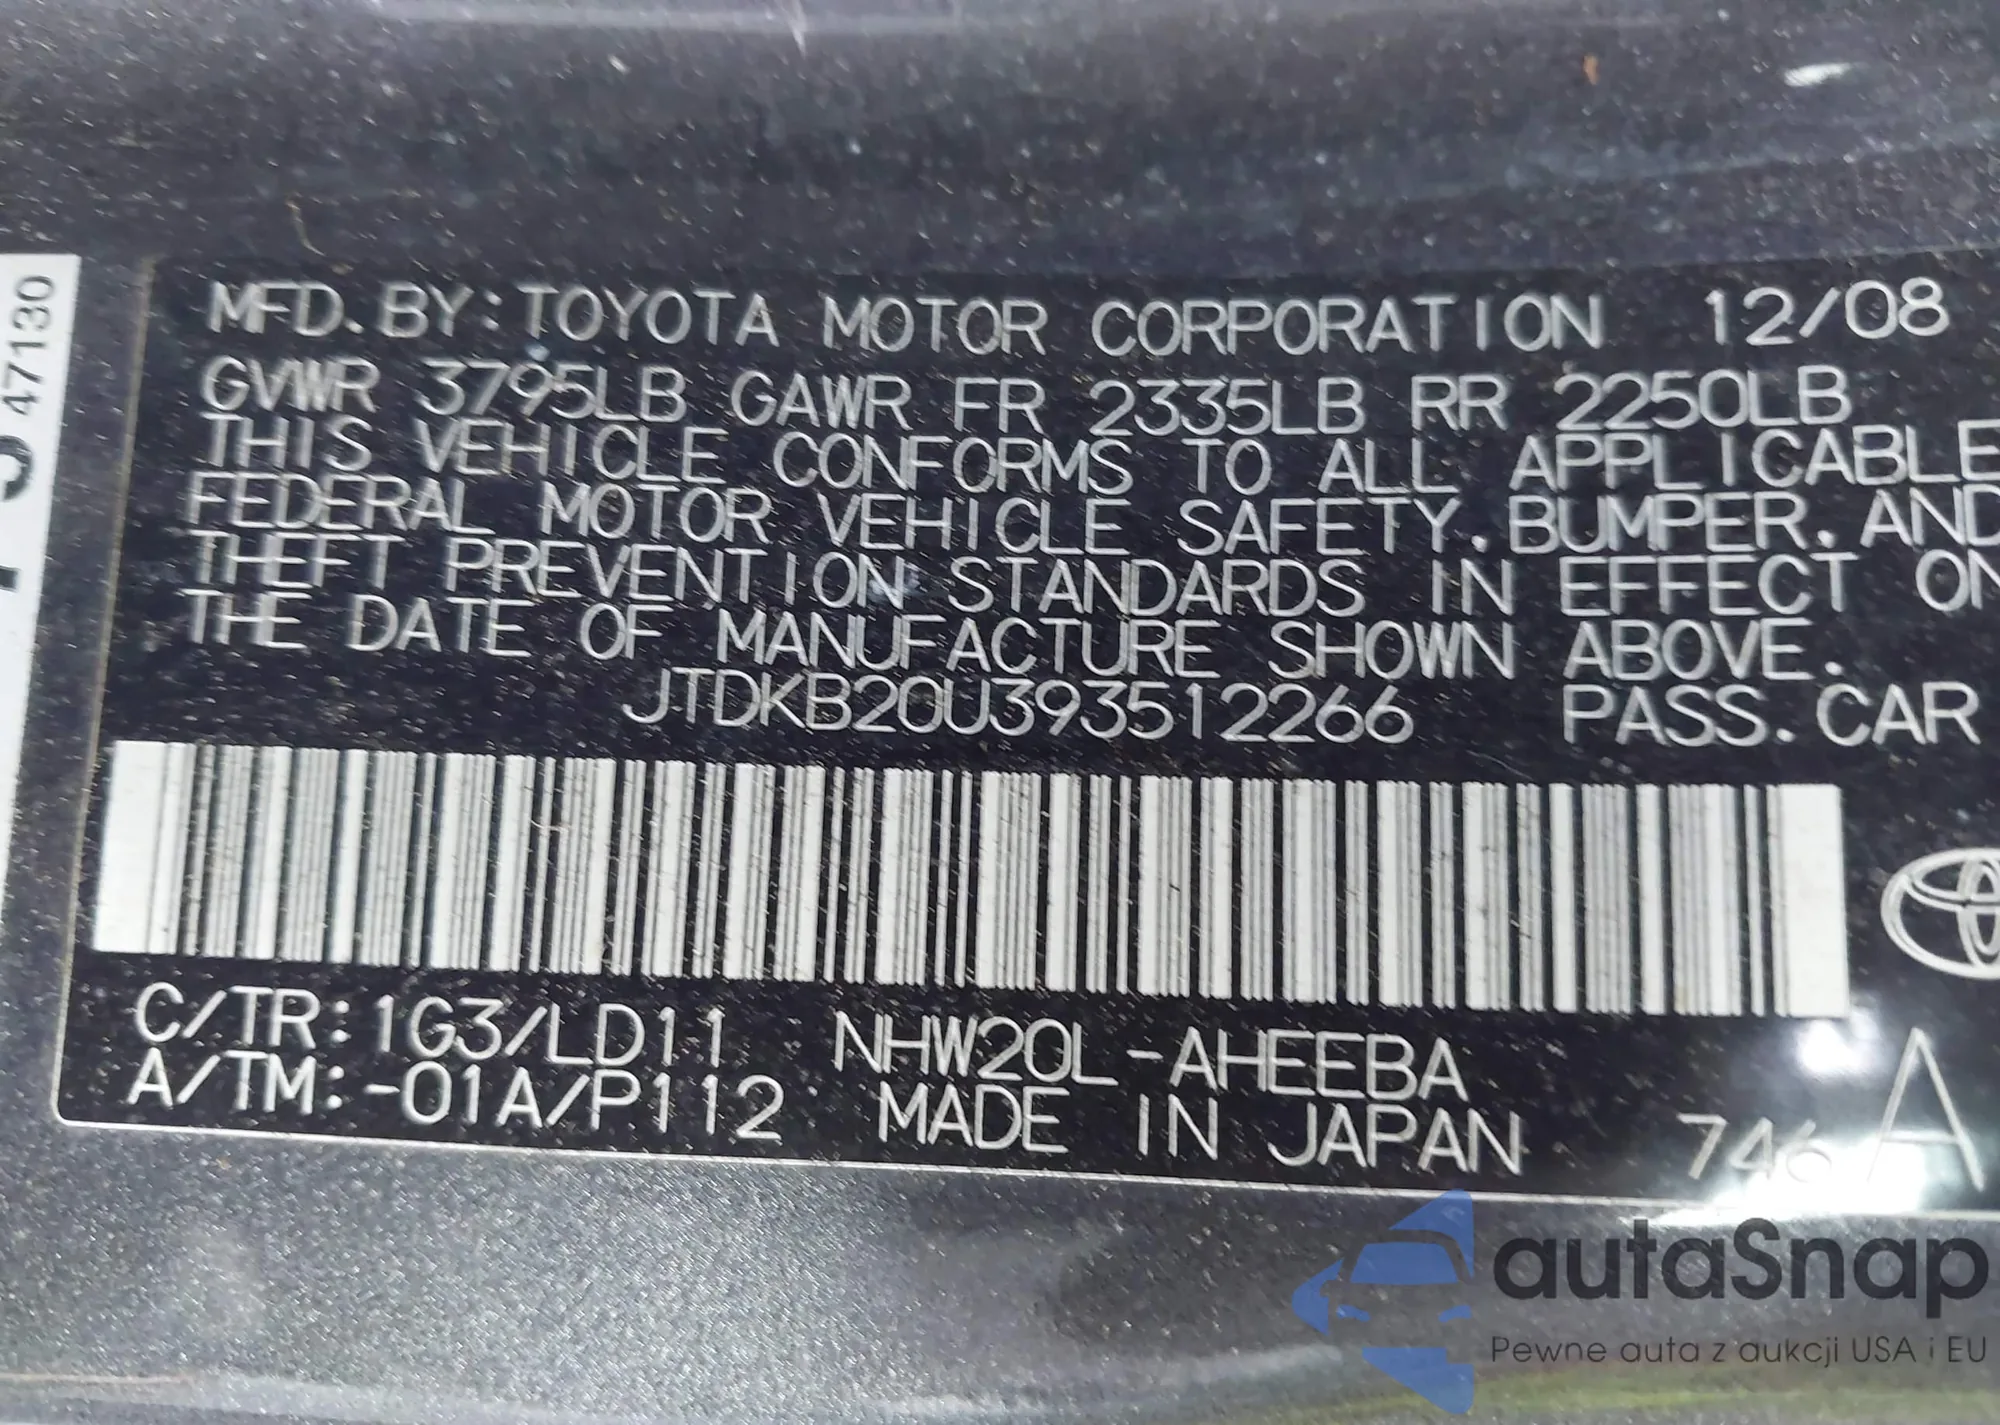 47130
MFD.BY:TOYOTA MOTOR CORPORATION 12/08
GVWR 3795LB GAWR FR 2335LB RR 2250LB
THIS VEHICLE CONFORMS TO ALL APPLICABLE
FEDERAL MOTOR VEHICLE SAFETY.BUMPER.AND
THEFT PREVENTION STANDARDS IN EFFECT ON
THE DATE OF MANUFACTURE SHOWN ABOVE.
JTDKB20U393512266 PASS.CAR
C/TR:1G3/LD11 NHW20L-AHEEBA
A/TM:-01A/P112 MADE IN JAPAN 746 A
autaSnap
Pewne auta z aukcji USA i EU